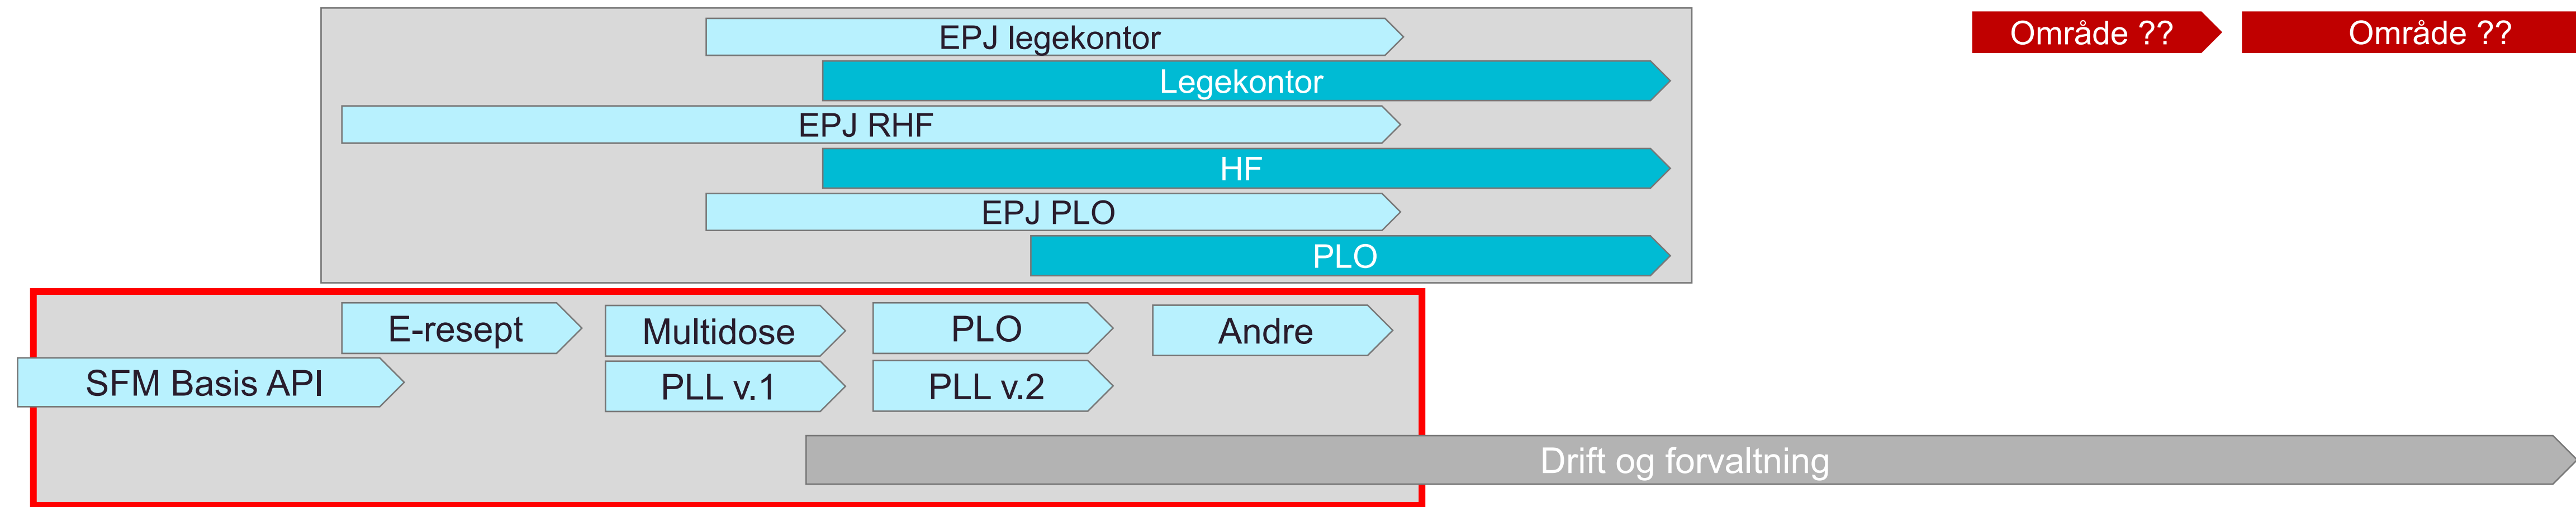 EPJ legekontor
Område ??
Område ??
Legekontor
EPJ RHF
HF
EPJ PLO
PLO
E-resept
Multidose
PLO
Andre
SFM Basis API
PLL v.1
PLL v.2
Drift og forvaltning